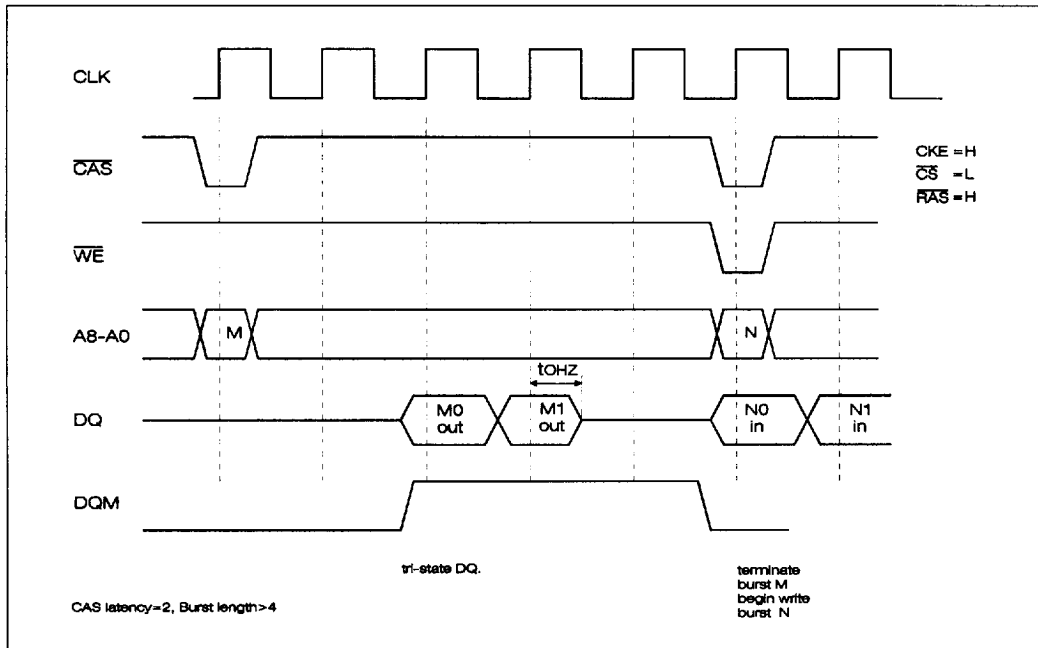 CLK
CAS
CKE =H
CS =L
RAS =H
WE
A8-A0
M
N
tOHZ
DQ
M0
out
M1
out
N0
in
N1
in
DQM
tri-state DQ.
terminate
burst M
begin write
burst N
CAS latency=2, Burst length>4